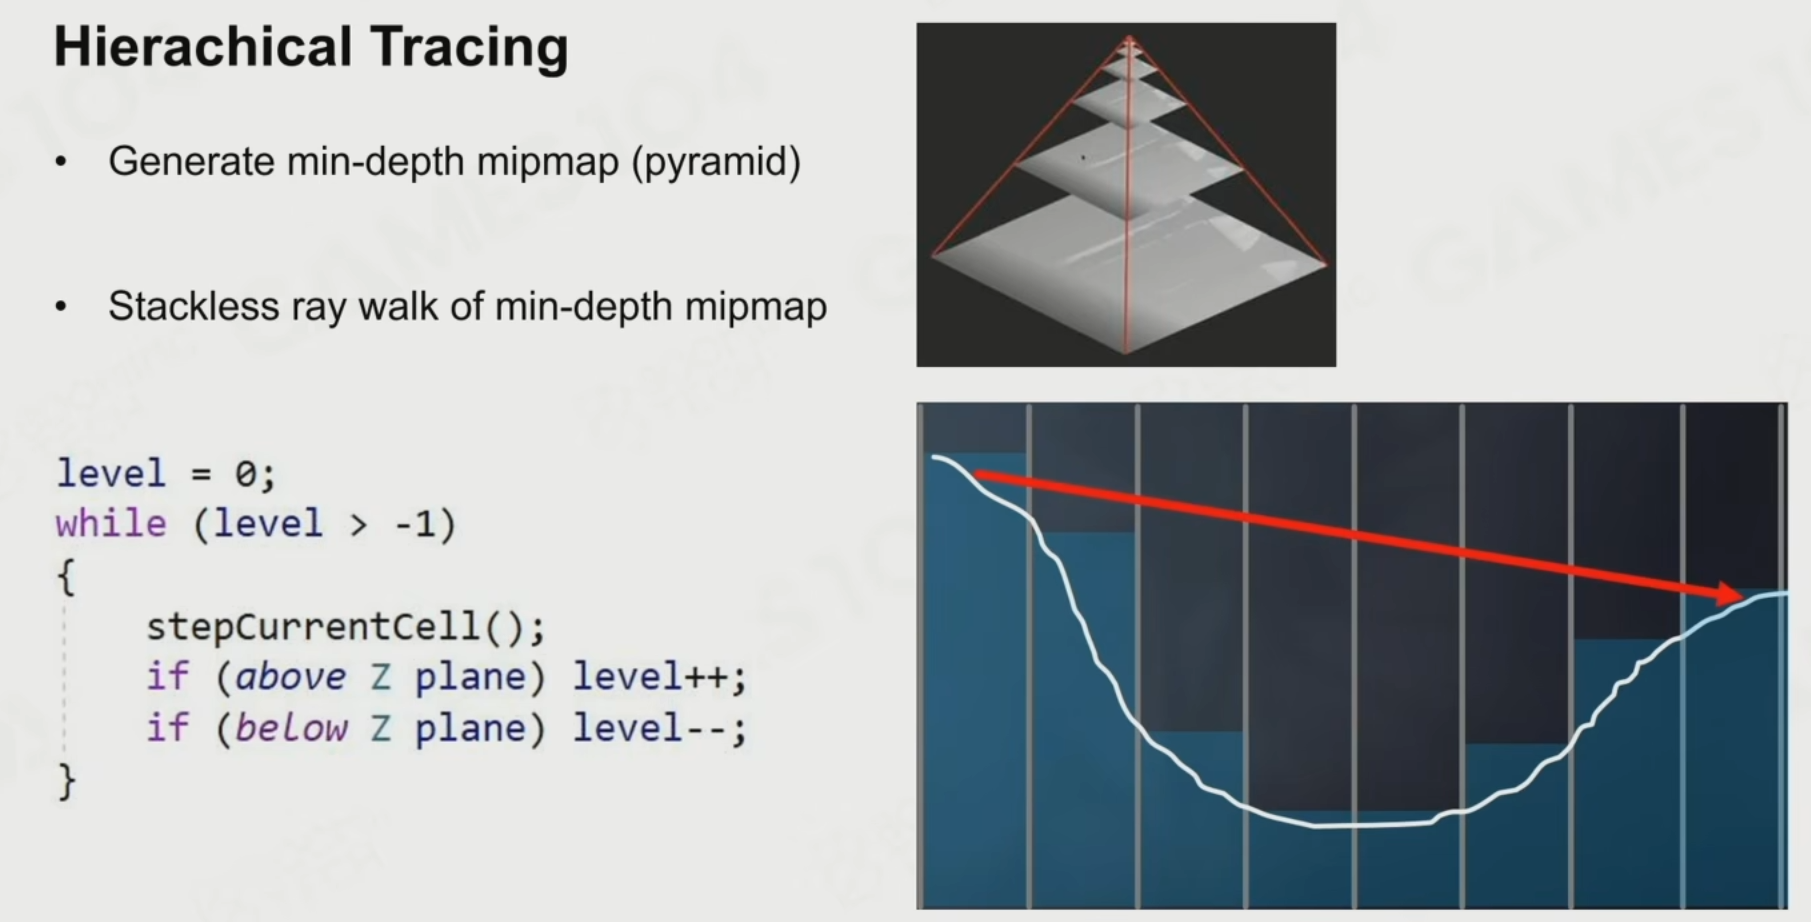 Hierachical Tracing
• Generate min-depth mipmap (pyramid)
• Stackless ray walk of min-depth mipmap
level = 0;
while (level > -1)
{
    stepCurrentCell();
    if (above Z plane) level++;
    if (below Z plane) level--;
}
GAMES104